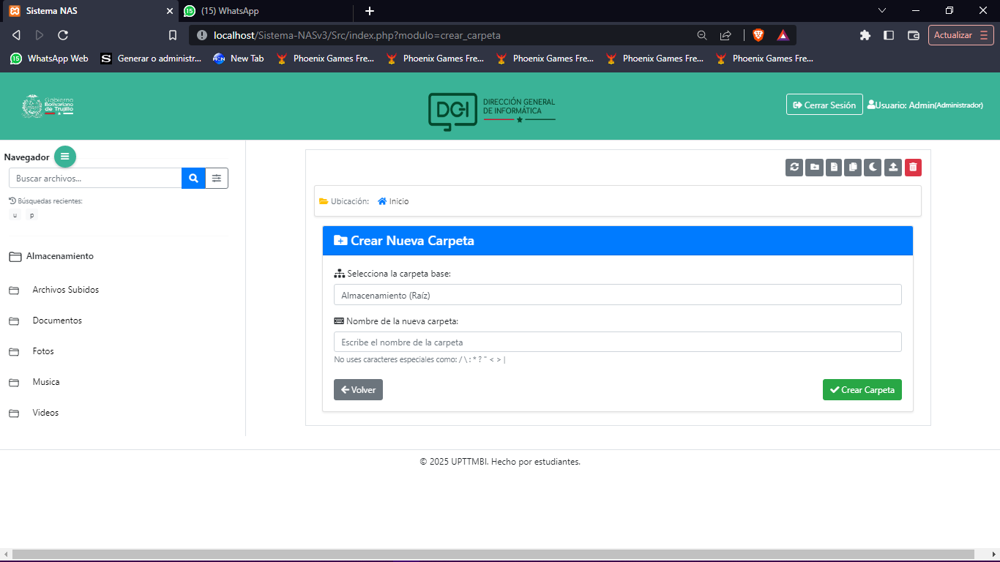 Sistema NAS
(15) WhatsApp
localhost/Sistema-NASv3/Src/index.php?modulo=crear_carpeta
Actualizar
15 WhatsApp Web
Generar o administr...
New Tab
Phoenix Games Fre...
Phoenix Games Fre...
Phoenix Games Fre...
Phoenix Games Fre...
Phoenix Games Fre...
Gobierno
Bolivariano
de Trujillo
DGI
DIRECCIÓN GENERAL
DE INFORMÁTICA
Cerrar Sesión
Usuario: Admin(Administrador)
Navegador
Buscar archivos...
Búsquedas recientes:
u p
Almacenamiento
Archivos Subidos
Documentos
Fotos
Musica
Videos
Ubicación: Inicio
Crear Nueva Carpeta
Selecciona la carpeta base:
Almacenamiento (Raíz)
Nombre de la nueva carpeta:
Escribe el nombre de la carpeta
No uses caracteres especiales como: / \ : * ? " < > |
Volver
Crear Carpeta
© 2025 UPTTMBI. Hecho por estudiantes.